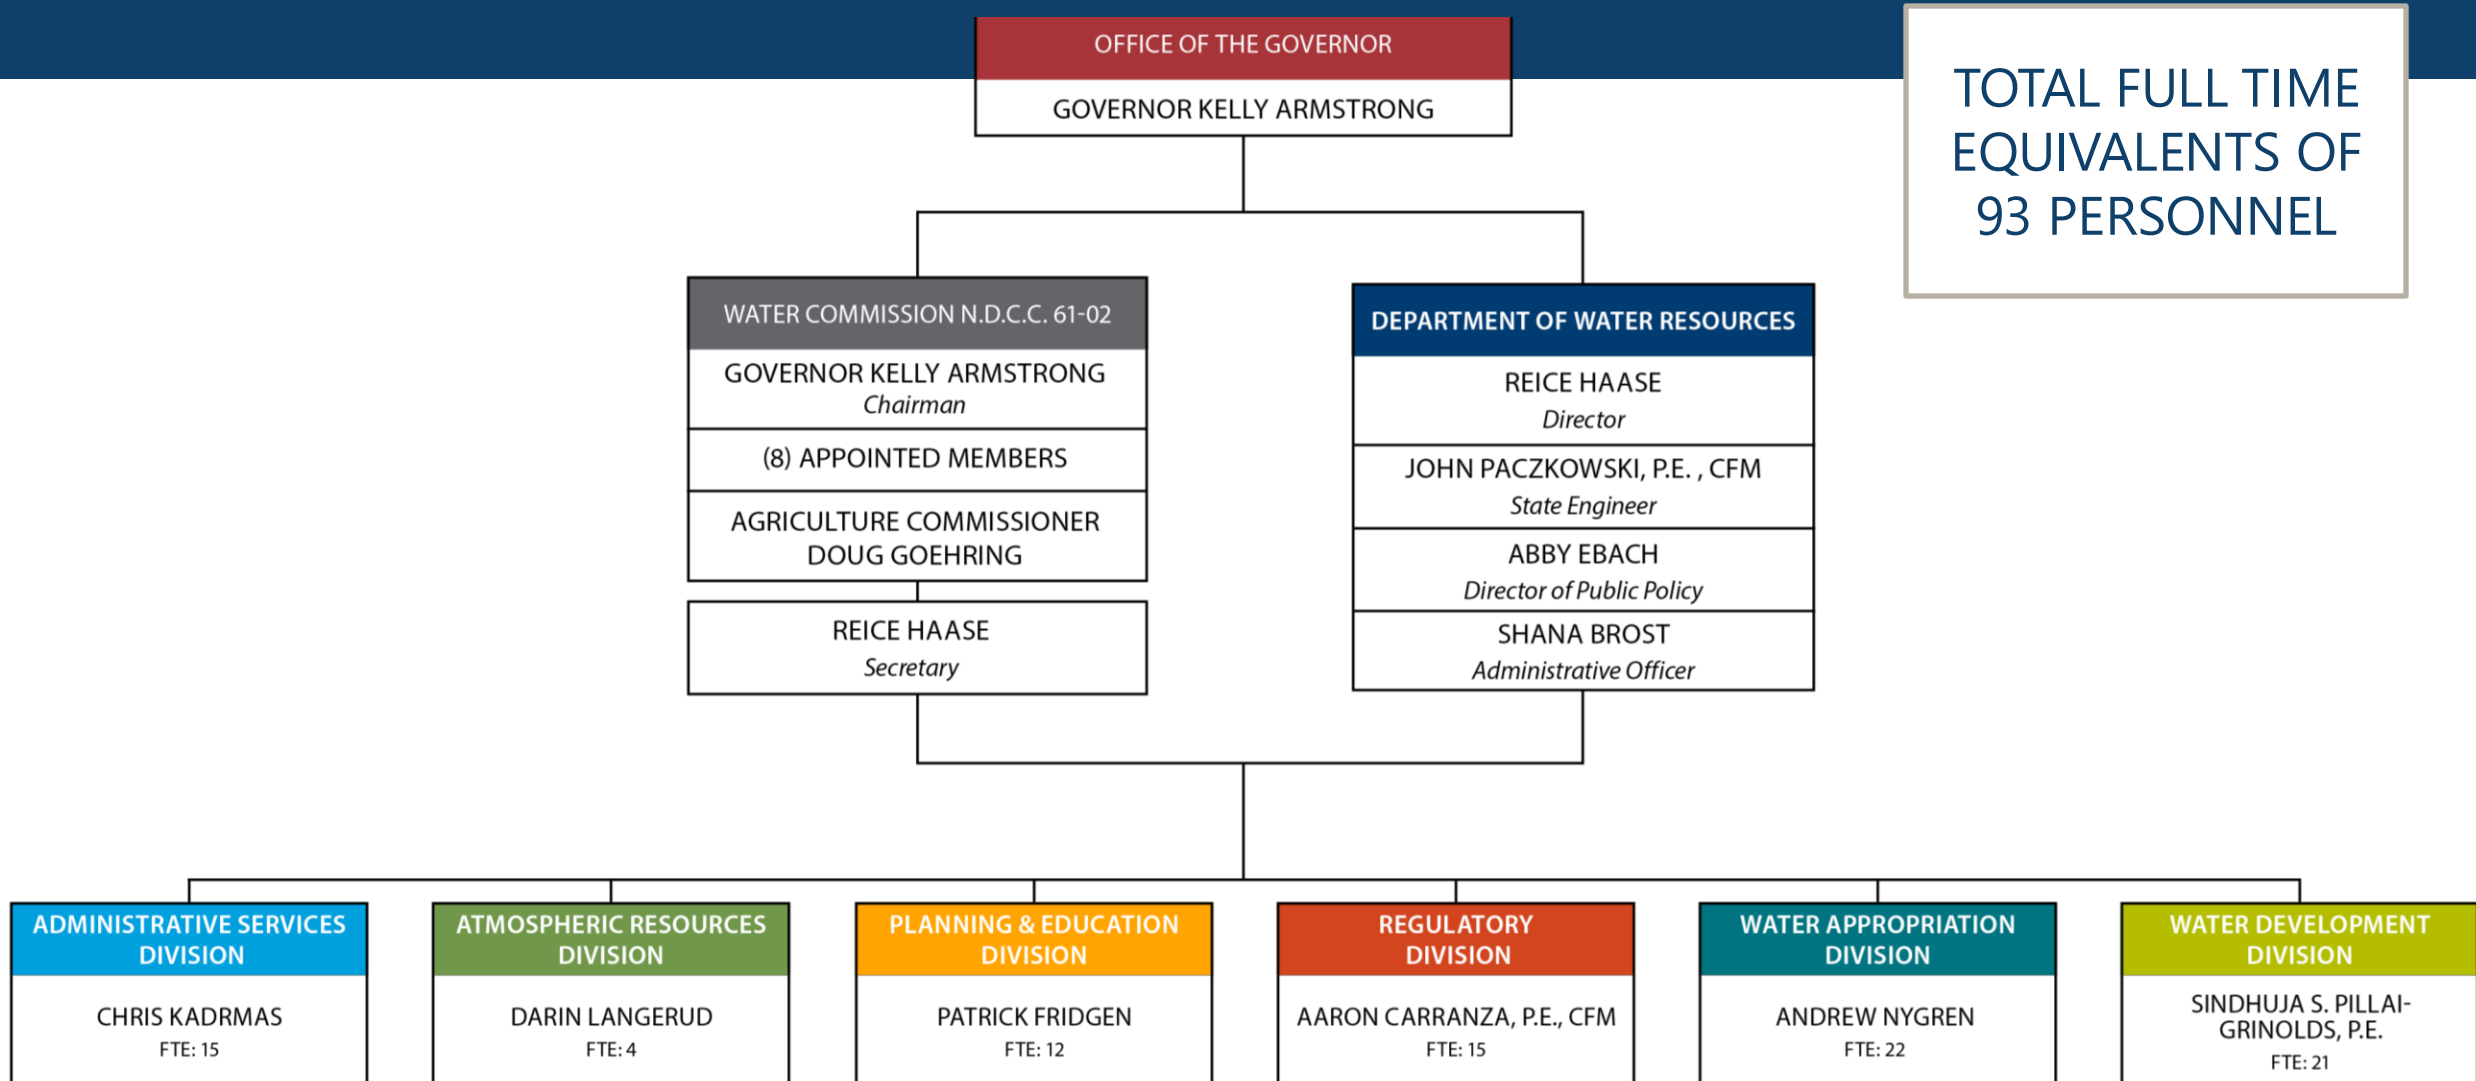 OFFICE OF THE GOVERNOR
GOVERNOR KELLY ARMSTRONG
TOTAL FULL TIME
EQUIVALENTS OF
93 PERSONNEL
WATER COMMISSION N.D.C.C. 61-02
GOVERNOR KELLY ARMSTRONG
Chairman
(8) APPOINTED MEMBERS
AGRICULTURE COMMISSIONER
DOUG GOEHRING
REICE HAASE
Secretary
DEPARTMENT OF WATER RESOURCES
REICE HAASE
Director
JOHN PACZKOWSKI, P.E. , CFM
State Engineer
ABBY EBACH
Director of Public Policy
SHANA BROST
Administrative Officer
ADMINISTRATIVE SERVICES
DIVISION
CHRIS KADRMAS
FTE: 15
ATMOSPHERIC RESOURCES
DIVISION
DARIN LANGERUD
FTE: 4
PLANNING & EDUCATION
DIVISION
PATRICK FRIDGEN
FTE: 12
REGULATORY
DIVISION
AARON CARRANZA, P.E., CFM
FTE: 15
WATER APPROPRIATION
DIVISION
ANDREW NYGREN
FTE: 22
WATER DEVELOPMENT
DIVISION
SINDHUJA S. PILLAI-
GRINOLDS, P.E.
FTE: 21